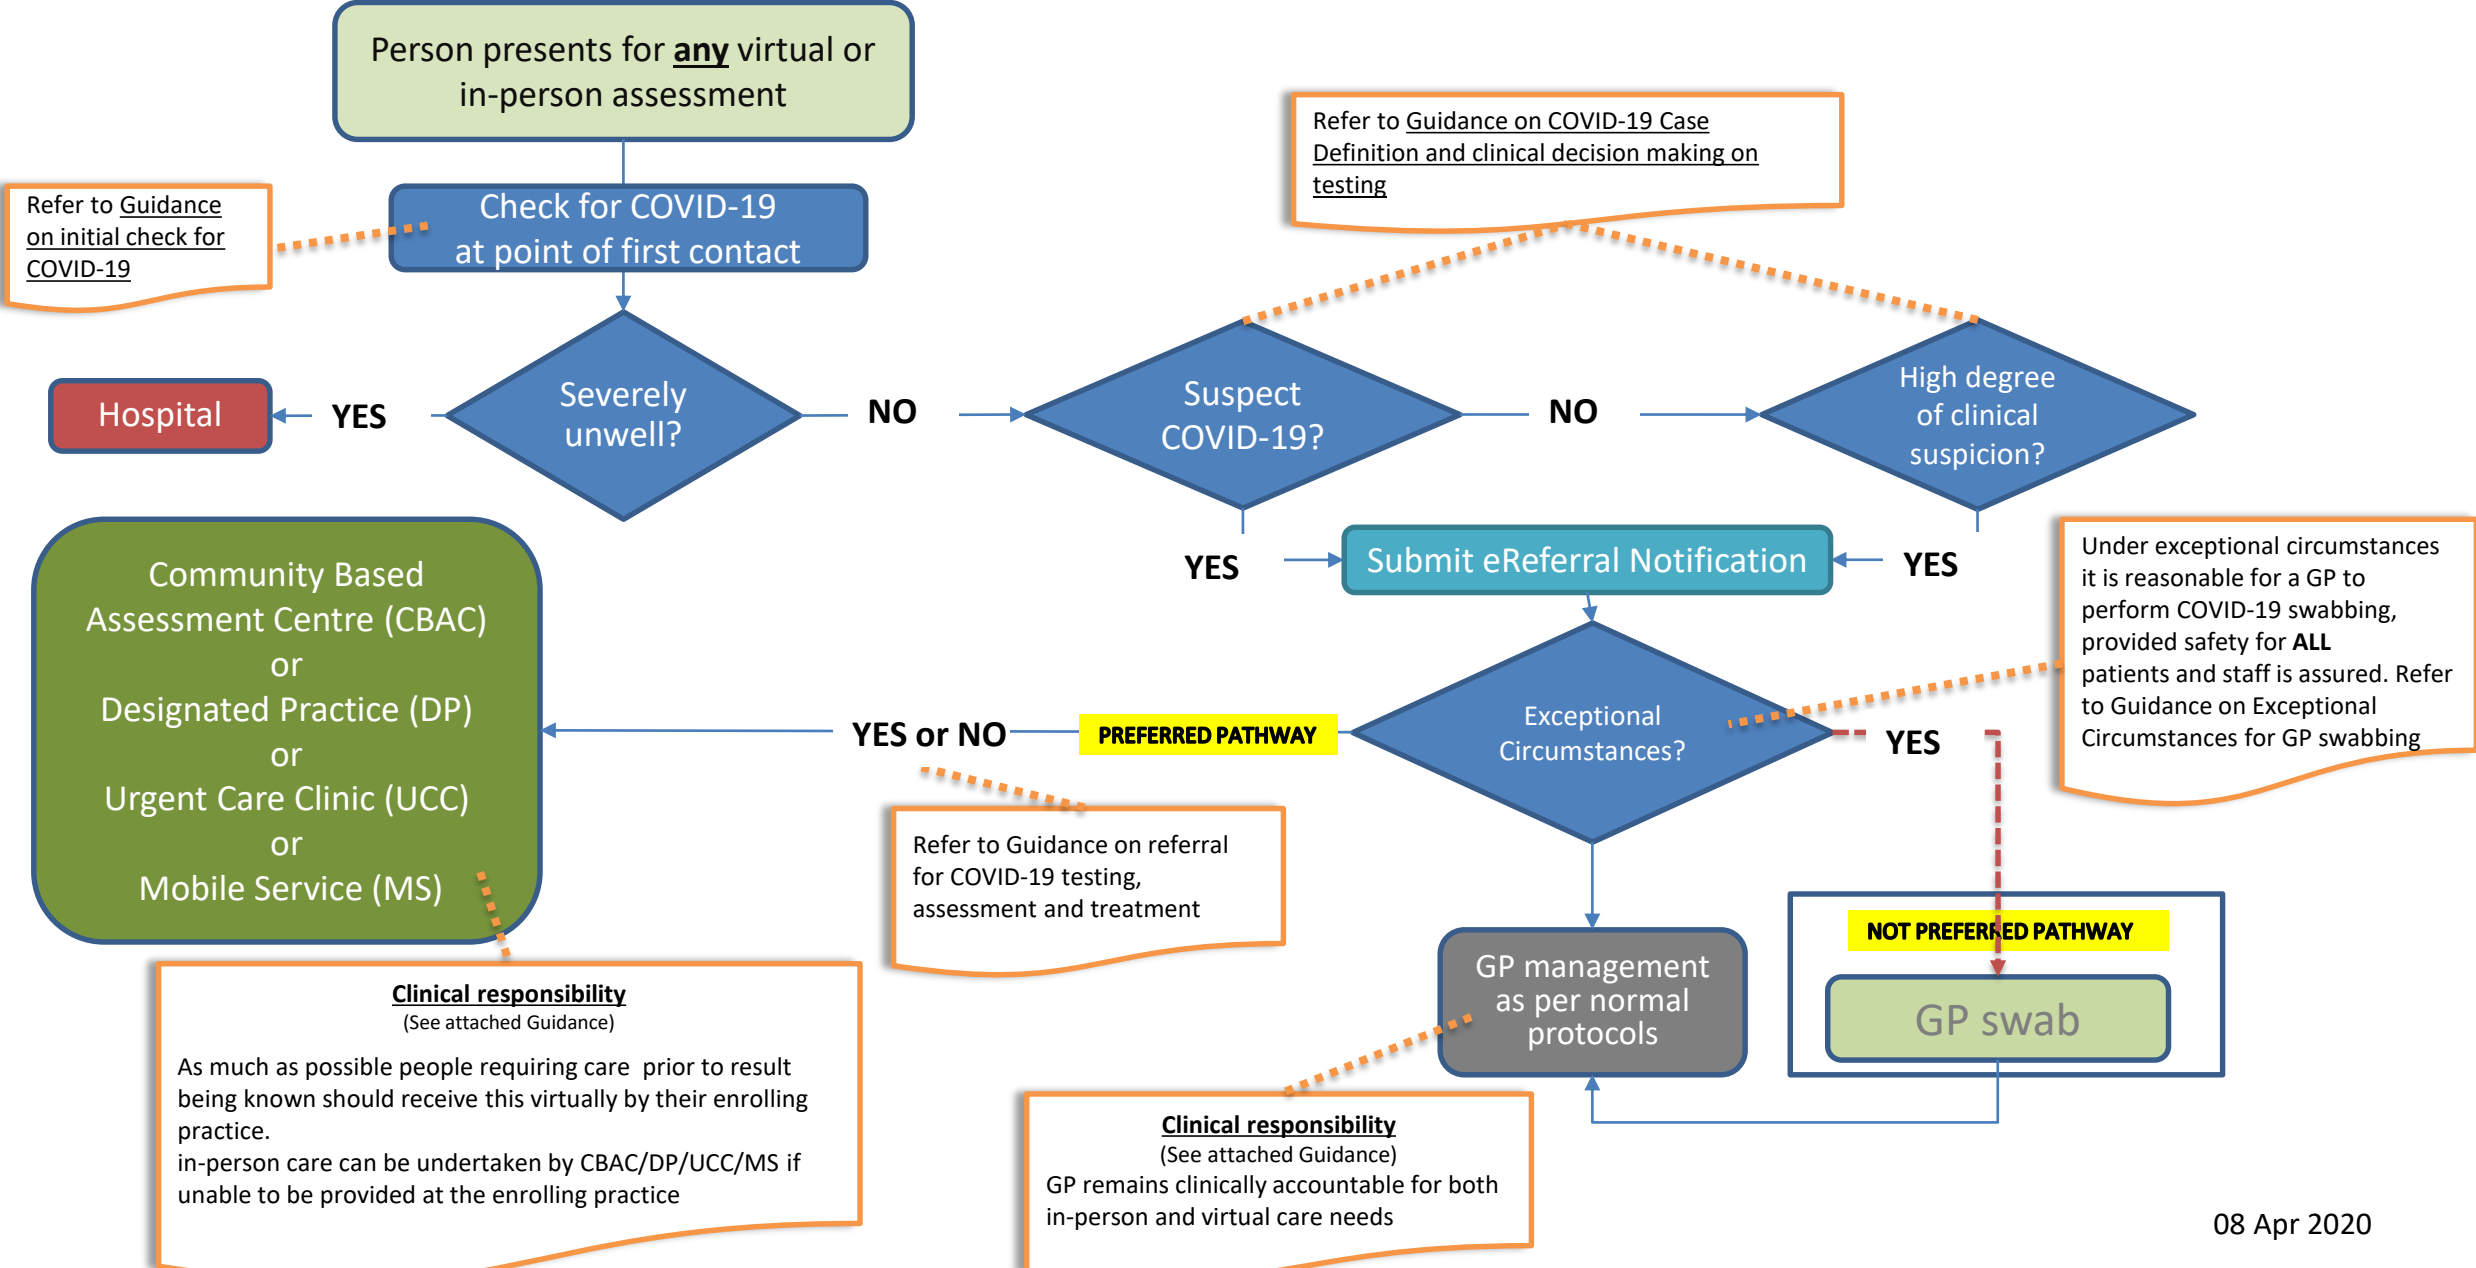 Person presents for any virtual or
in-person assessment
Refer to Guidance on COVID-19 Case
Definition and clinical decision making on
testing
Refer to Guidance
on initial check for
COVID-19
Check for COVID-19
at point of first contact
Hospital
YES
Severely
unwell?
NO
Suspect
COVID-19?
NO
High degree
of clinical
suspicion?
YES
Submit eReferral Notification
YES
Under exceptional circumstances
it is reasonable for a GP to
perform COVID-19 swabbing,
provided safety for ALL
patients and staff is assured. Refer
to Guidance on Exceptional
Circumstances for GP swabbing
Community Based
Assessment Centre (CBAC)
or
Designated Practice (DP)
or
Urgent Care Clinic (UCC)
or
Mobile Service (MS)
YES or NO
PREFERRED PATHWAY
Exceptional
Circumstances?
YES
Refer to Guidance on referral
for COVID-19 testing,
assessment and treatment
NOT PREFERRED PATHWAY
GP swab
GP management
as per normal
protocols
Clinical responsibility
(See attached Guidance)
As much as possible people requiring care prior to result
being known should receive this virtually by their enrolling
practice.
in-person care can be undertaken by CBAC/DP/UCC/MS if
unable to be provided at the enrolling practice
Clinical responsibility
(See attached Guidance)
GP remains clinically accountable for both
in-person and virtual care needs
08 Apr 2020